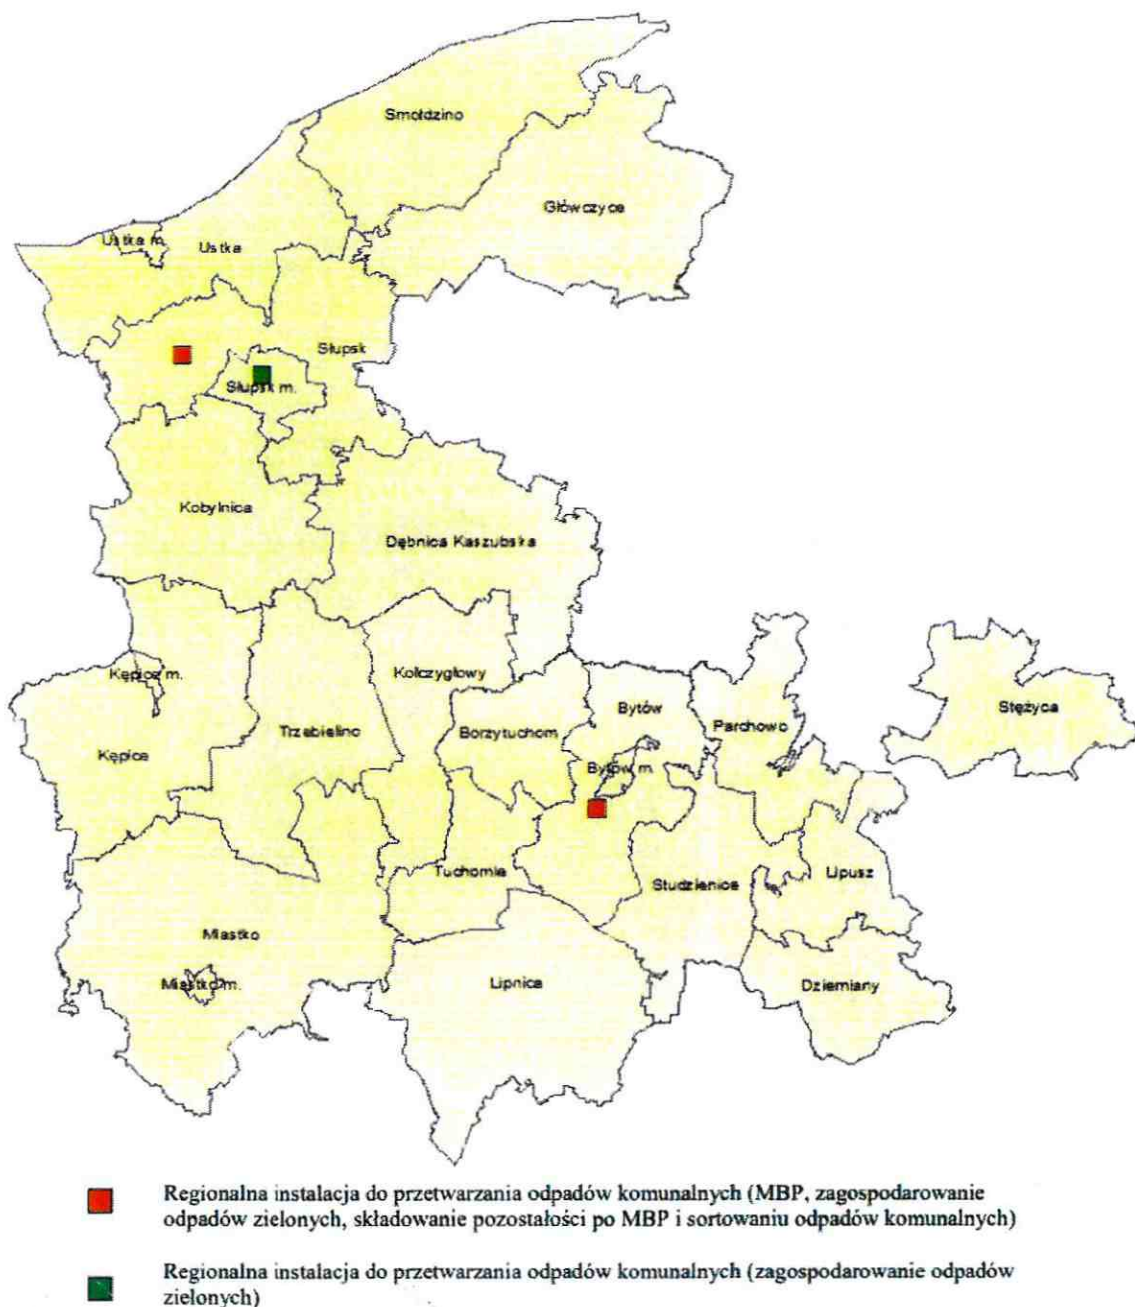 Smołdzino
Główczyce
Ustka m.
Ustka
Słupsk
Słupsk m.
Kobylnica
Dębnica Kaszubska
Kępice m.
Kołczygłowy
Bytów
Stężyca
Parchowo
Trzebielino
Borzytuchom
Kępice
Bytów m.
Tuchomie
Studzienice
Lipusz
Miastko
Miastko m.
Lipnica
Dziemiany
Regionalna instalacja do przetwarzania odpadów komunalnych (MBP, zagospodarowanie
odpadów zielonych, składowanie pozostałości po MBP i sortowaniu odpadów komunalnych)
Regionalna instalacja do przetwarzania odpadów komunalnych (zagospodarowanie odpadów
zielonych)